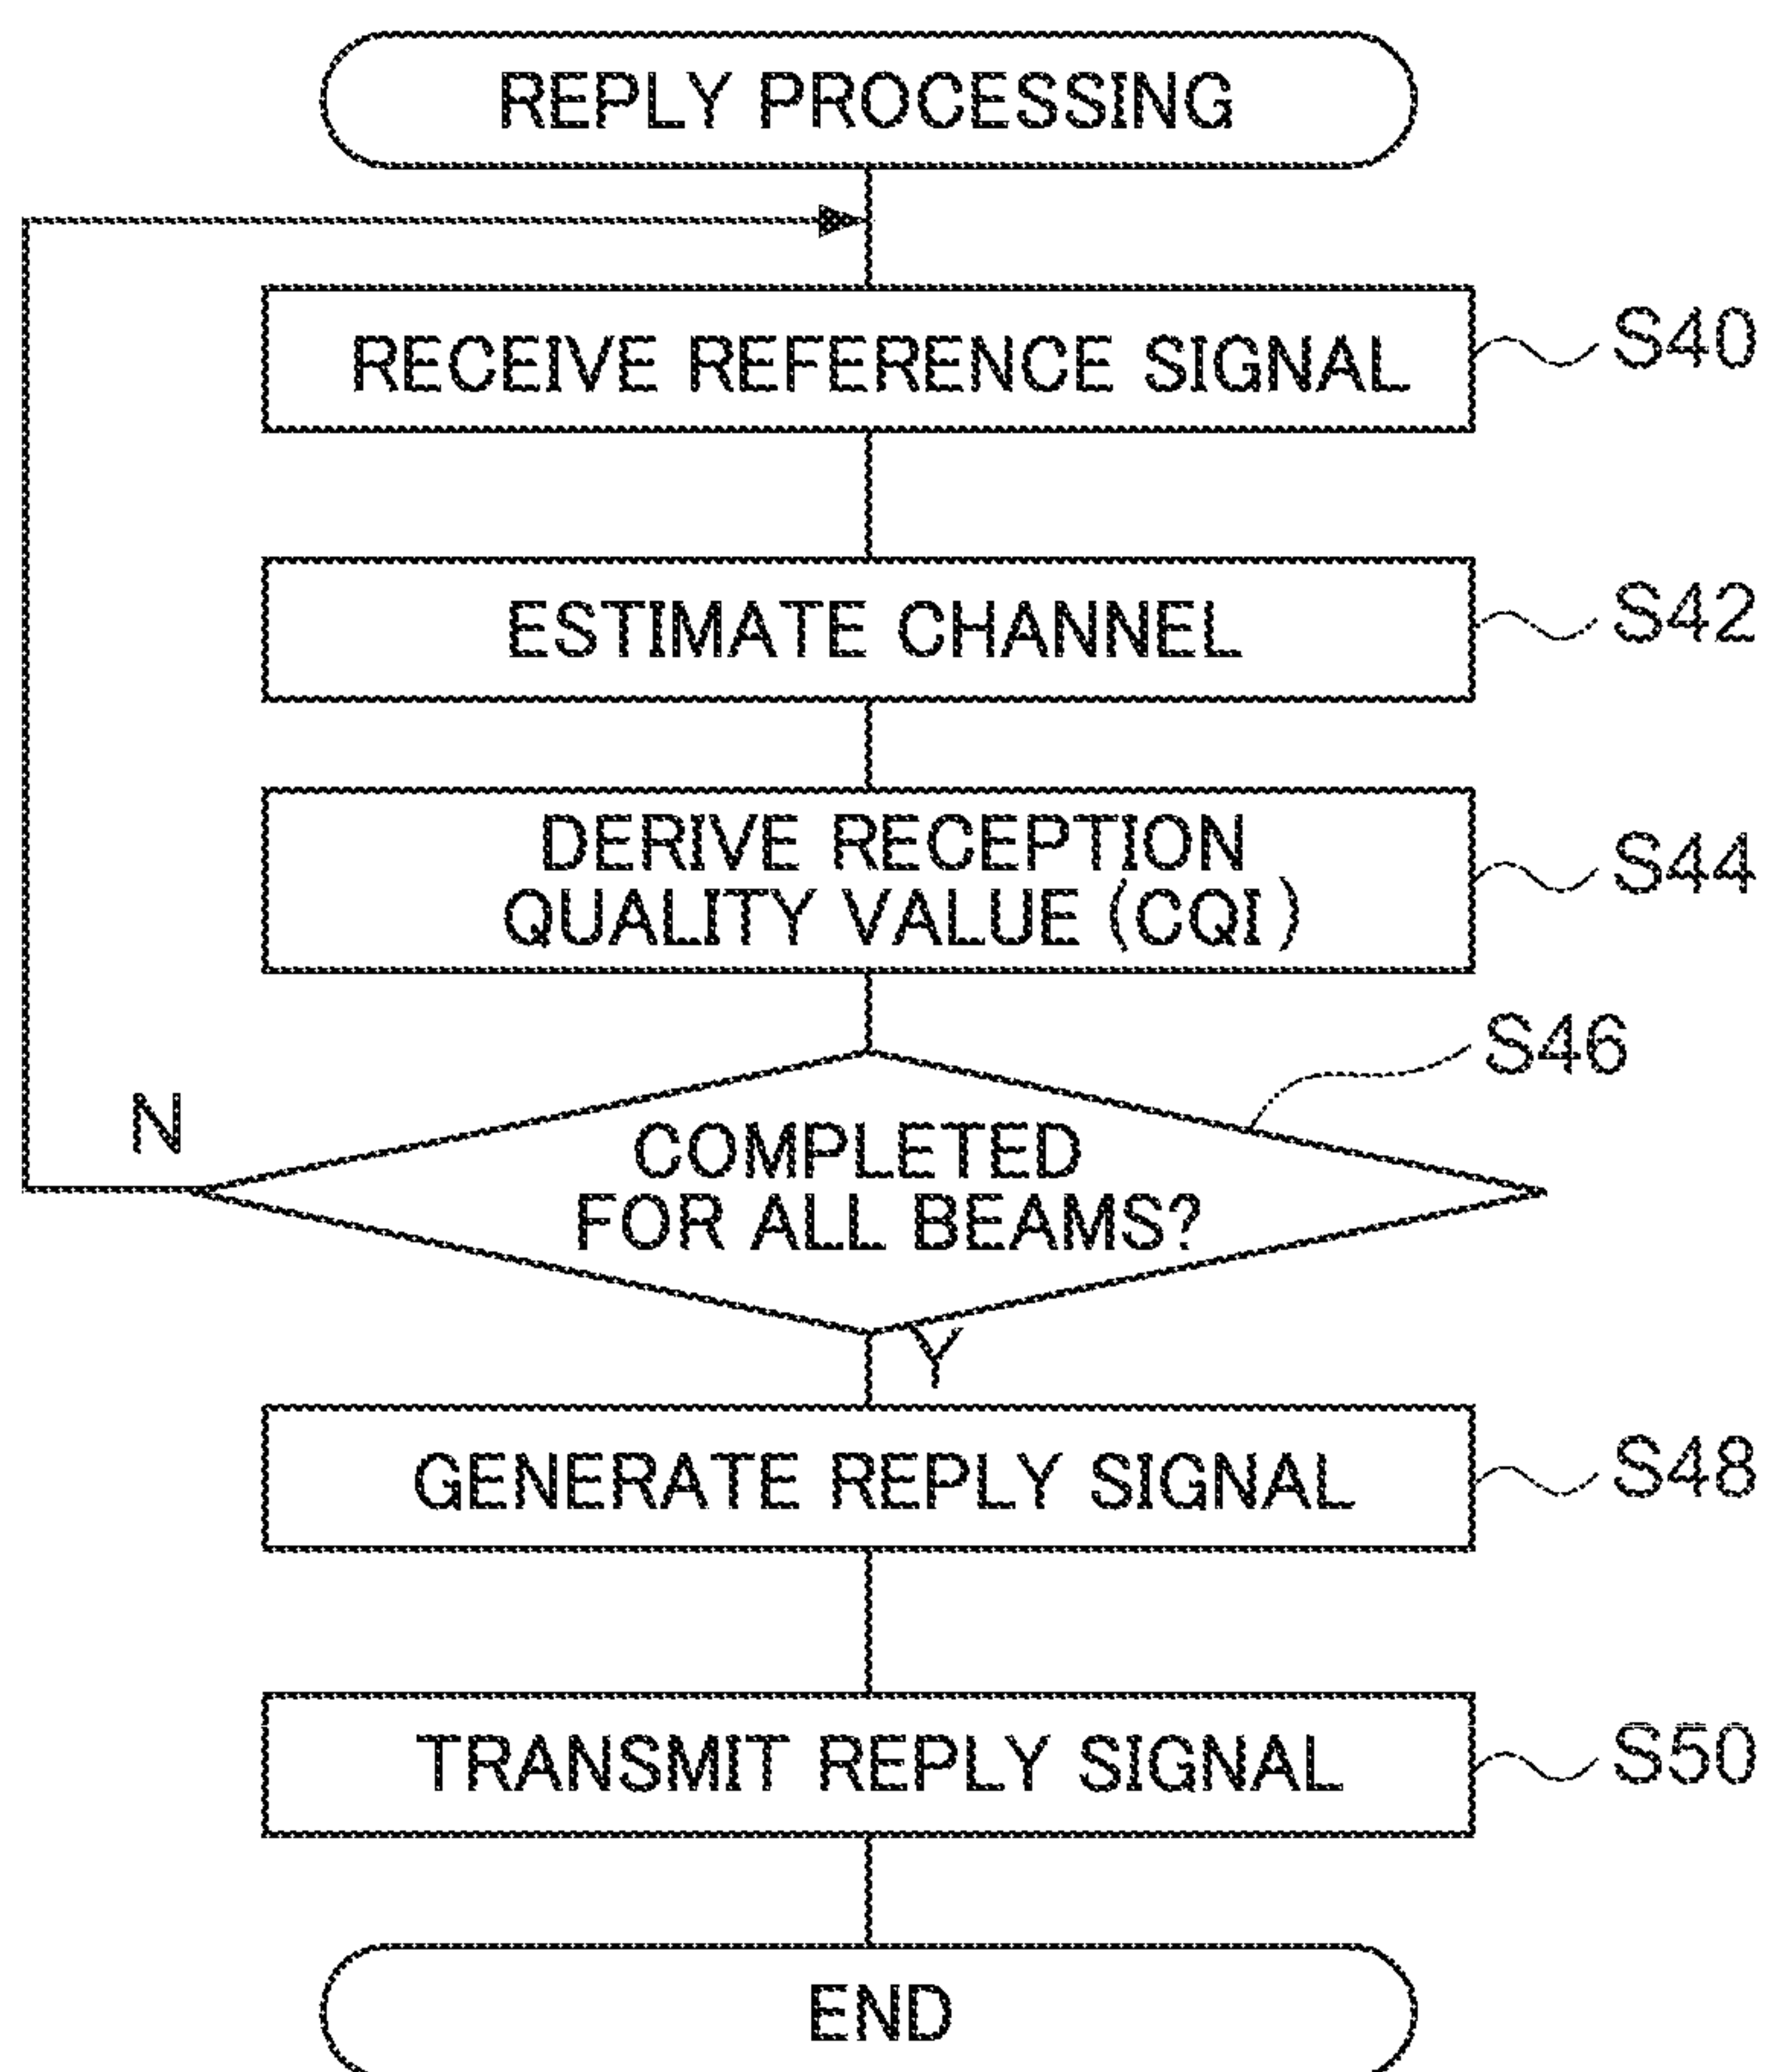 REPLY PROCESSING
RECEIVE REFERENCE SIGNAL
S40
ESTIMATE CHANNEL
S42
DERIVE RECEPTION
QUALITY VALUE (CQI)
S44
S46
N
COMPLETED
FOR ALL BEAMS?
Y
GENERATE REPLY SIGNAL
S48
TRANSMIT REPLY SIGNAL
S50
END